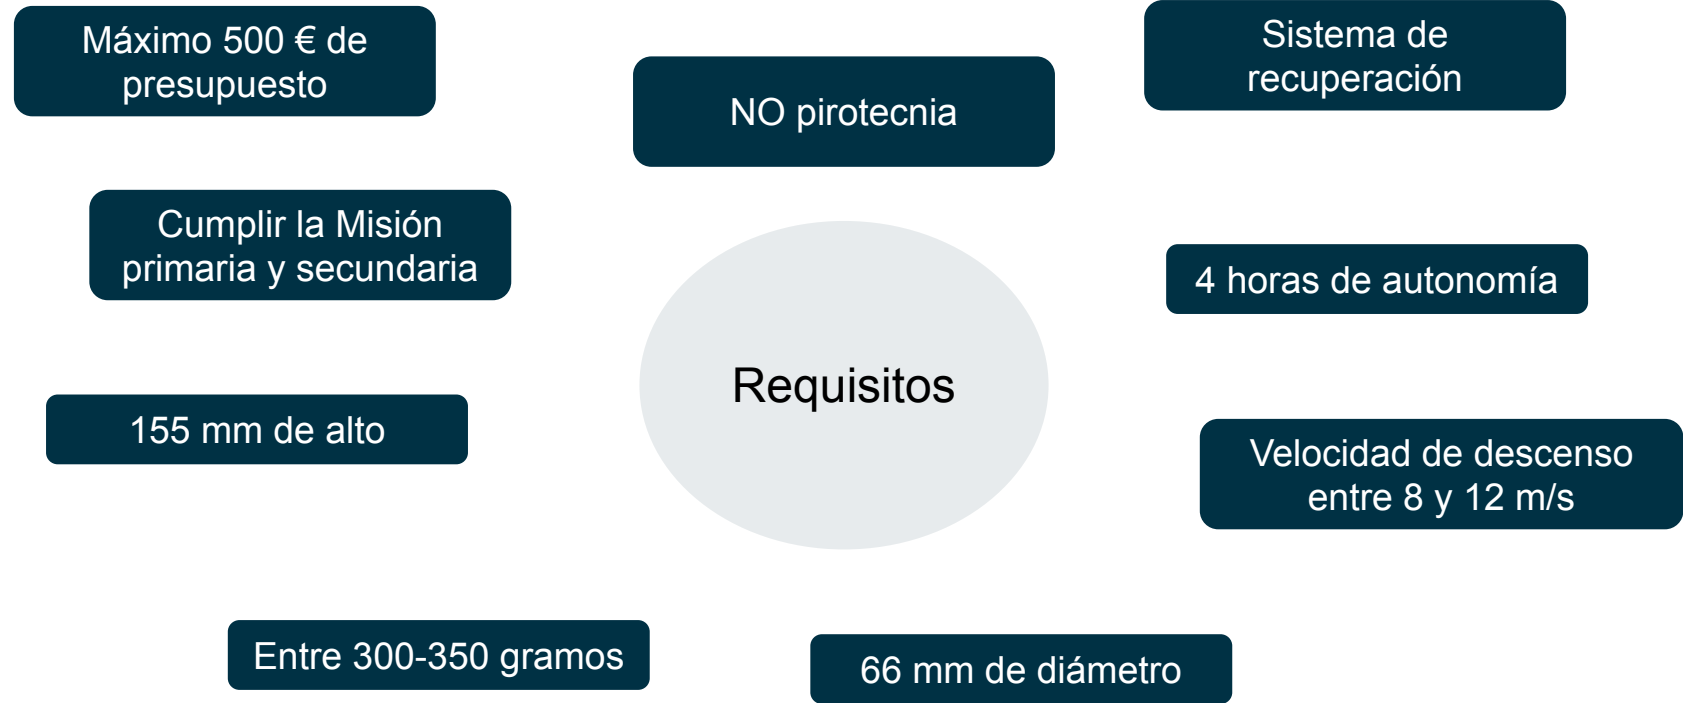 Máximo 500 € de
presupuesto
NO pirotecnia
Sistema de
recuperación
Cumplir la Misión
primaria y secundaria
4 horas de autonomía
Requisitos
155 mm de alto
Velocidad de descenso
entre 8 y 12 m/s
Entre 300-350 gramos
66 mm de diámetro